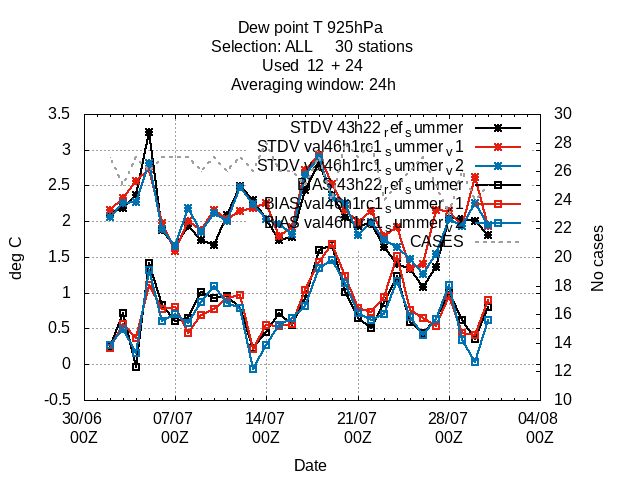 Dew point T 925hPa
Selection: ALL 30 stations
Used 12 + 24
Averaging window: 24h
3.5
3
2.5
2
1.5
1
0.5
0
-0.5
deg C
30
28
26
24
22
20
18
16
14
12
10
No cases
STDV 43h22_ref_summer
STDV val46h1rc1_summer_v1
STDV val46h1rc1_summer_v2
BIAS 43h22_ref_summer
BIAS val46h1rc1_summer_v1
BIAS val46h1rc1_summer_v2
CASES
30/06 07/07 14/07 21/07 28/07 04/08
00Z 00Z 00Z 00Z 00Z 00Z
Date